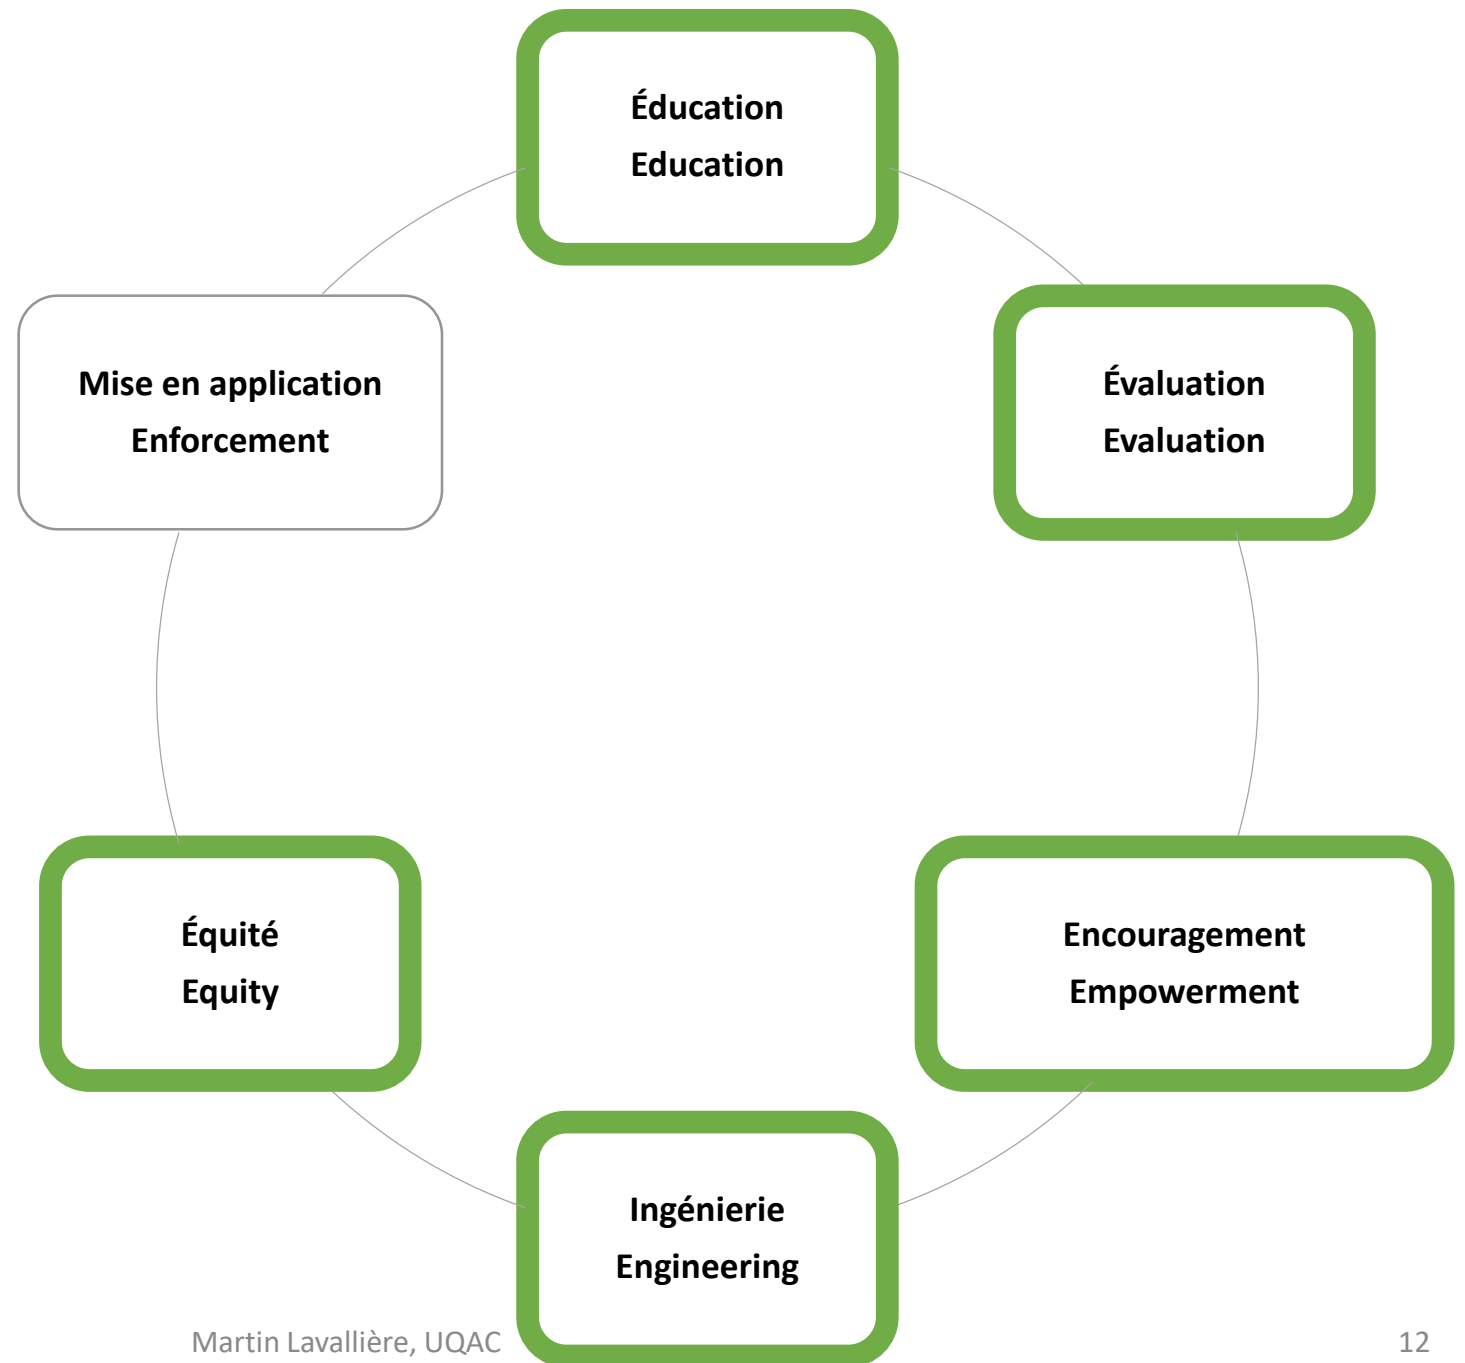 Éducation
Education
Mise en application
Enforcement
Évaluation
Evaluation
Équité
Equity
Encouragement
Empowerment
Ingénierie
Engineering
Martin Lavallière, UQAC
12